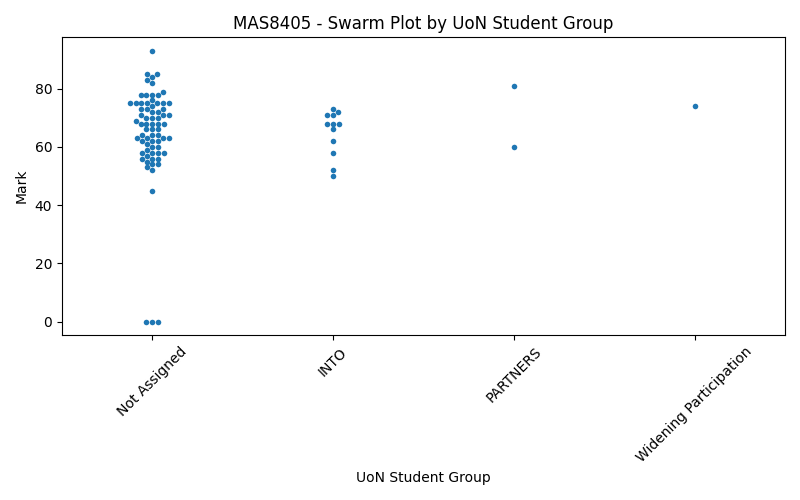 MAS8405 - Swarm Plot by UoN Student Group
Mark
80
60
40
20
0
Not Assigned
INTO
PARTNERS
Widening Participation
UoN Student Group